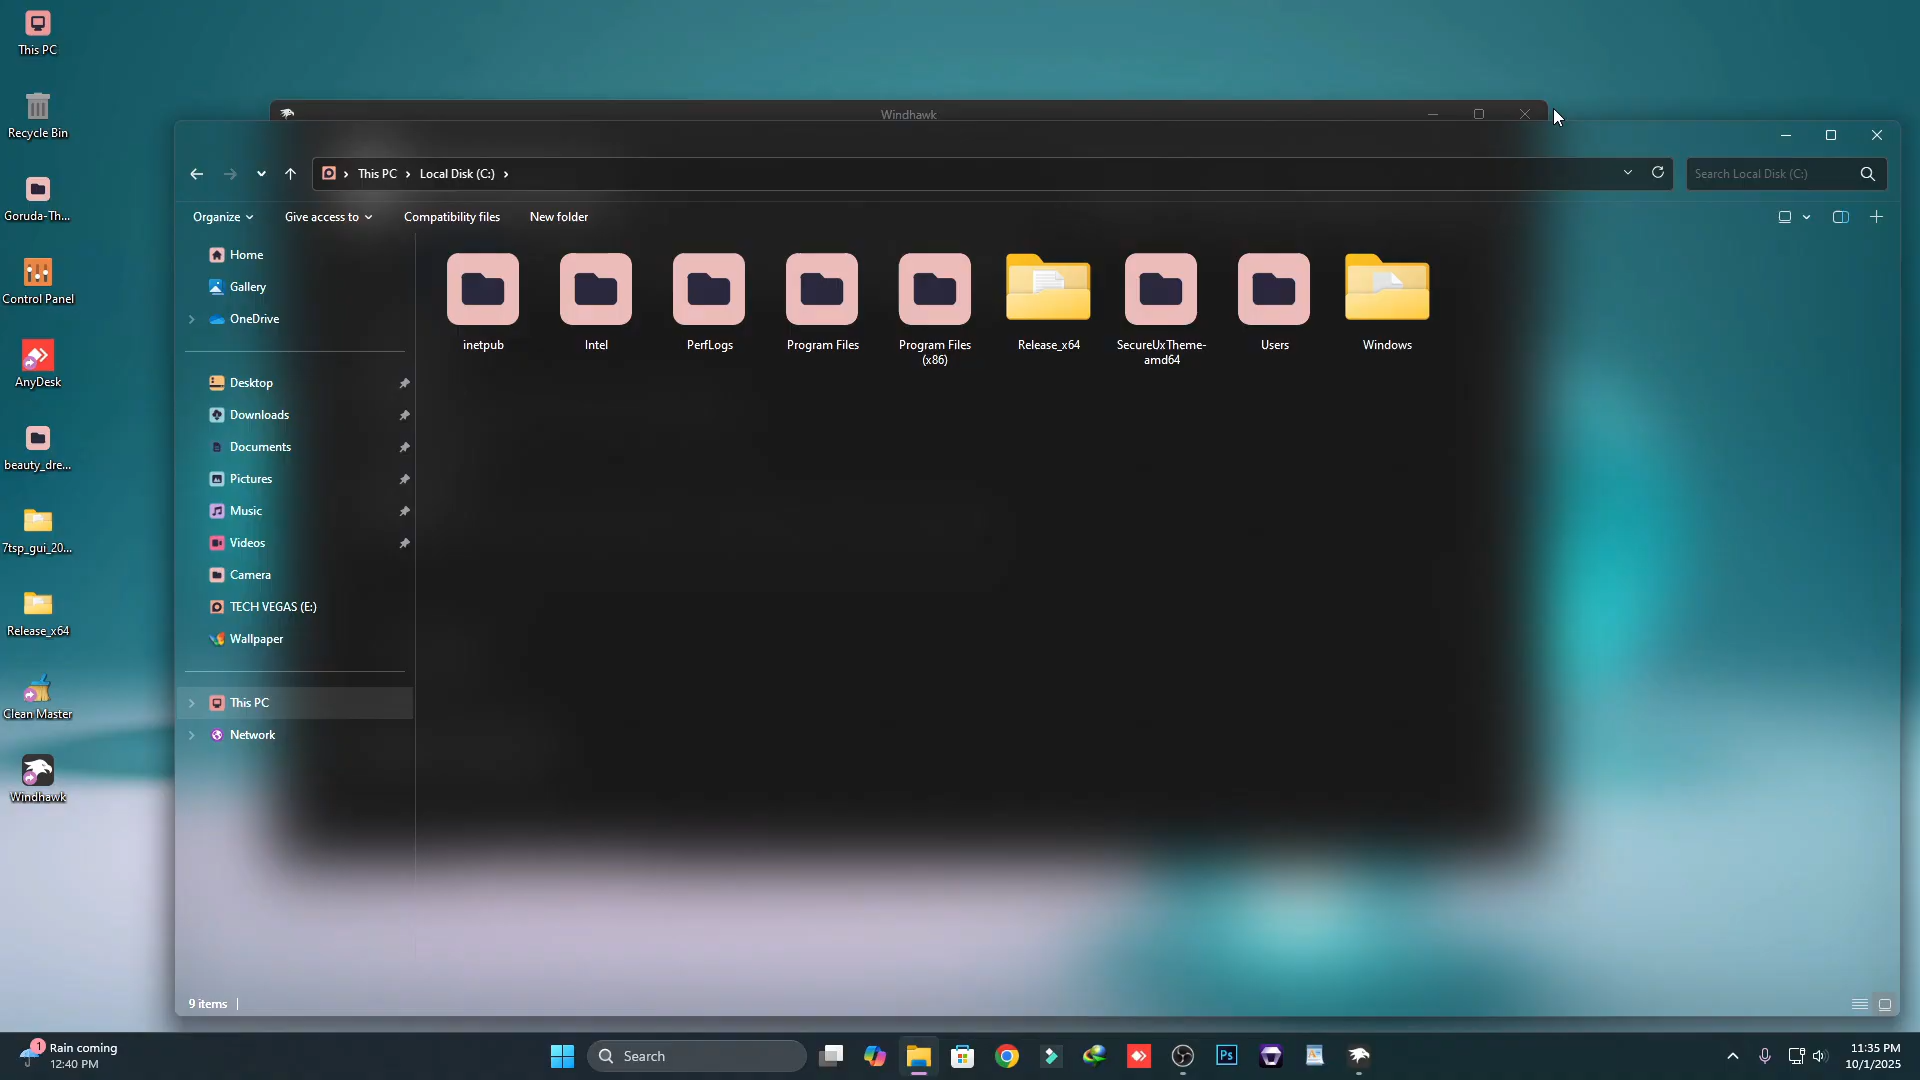 This PC
Recycle Bin
Goruda-Th...
Control Panel
AnyDesk
beauty_dre...
7tsp_gui_20...
Release_x64
Clean Master
Windhawk
Windhawk
This PC
Local Disk (C:)
Search Local Disk (C:)
Organize
Give access to
Compatibility files
New folder
Home
Gallery
OneDrive
Desktop
Downloads
Documents
Pictures
Music
Videos
Camera
TECH VEGAS (E:)
Wallpaper
This PC
Network
inetpub
Intel
PerfLogs
Program Files
Program Files
(x86)
Release_x64
SecureUxTheme-
amd64
Users
Windows
9 items
1
Rain coming
12:40 PM
Search
Ps
11:35 PM
10/1/2025